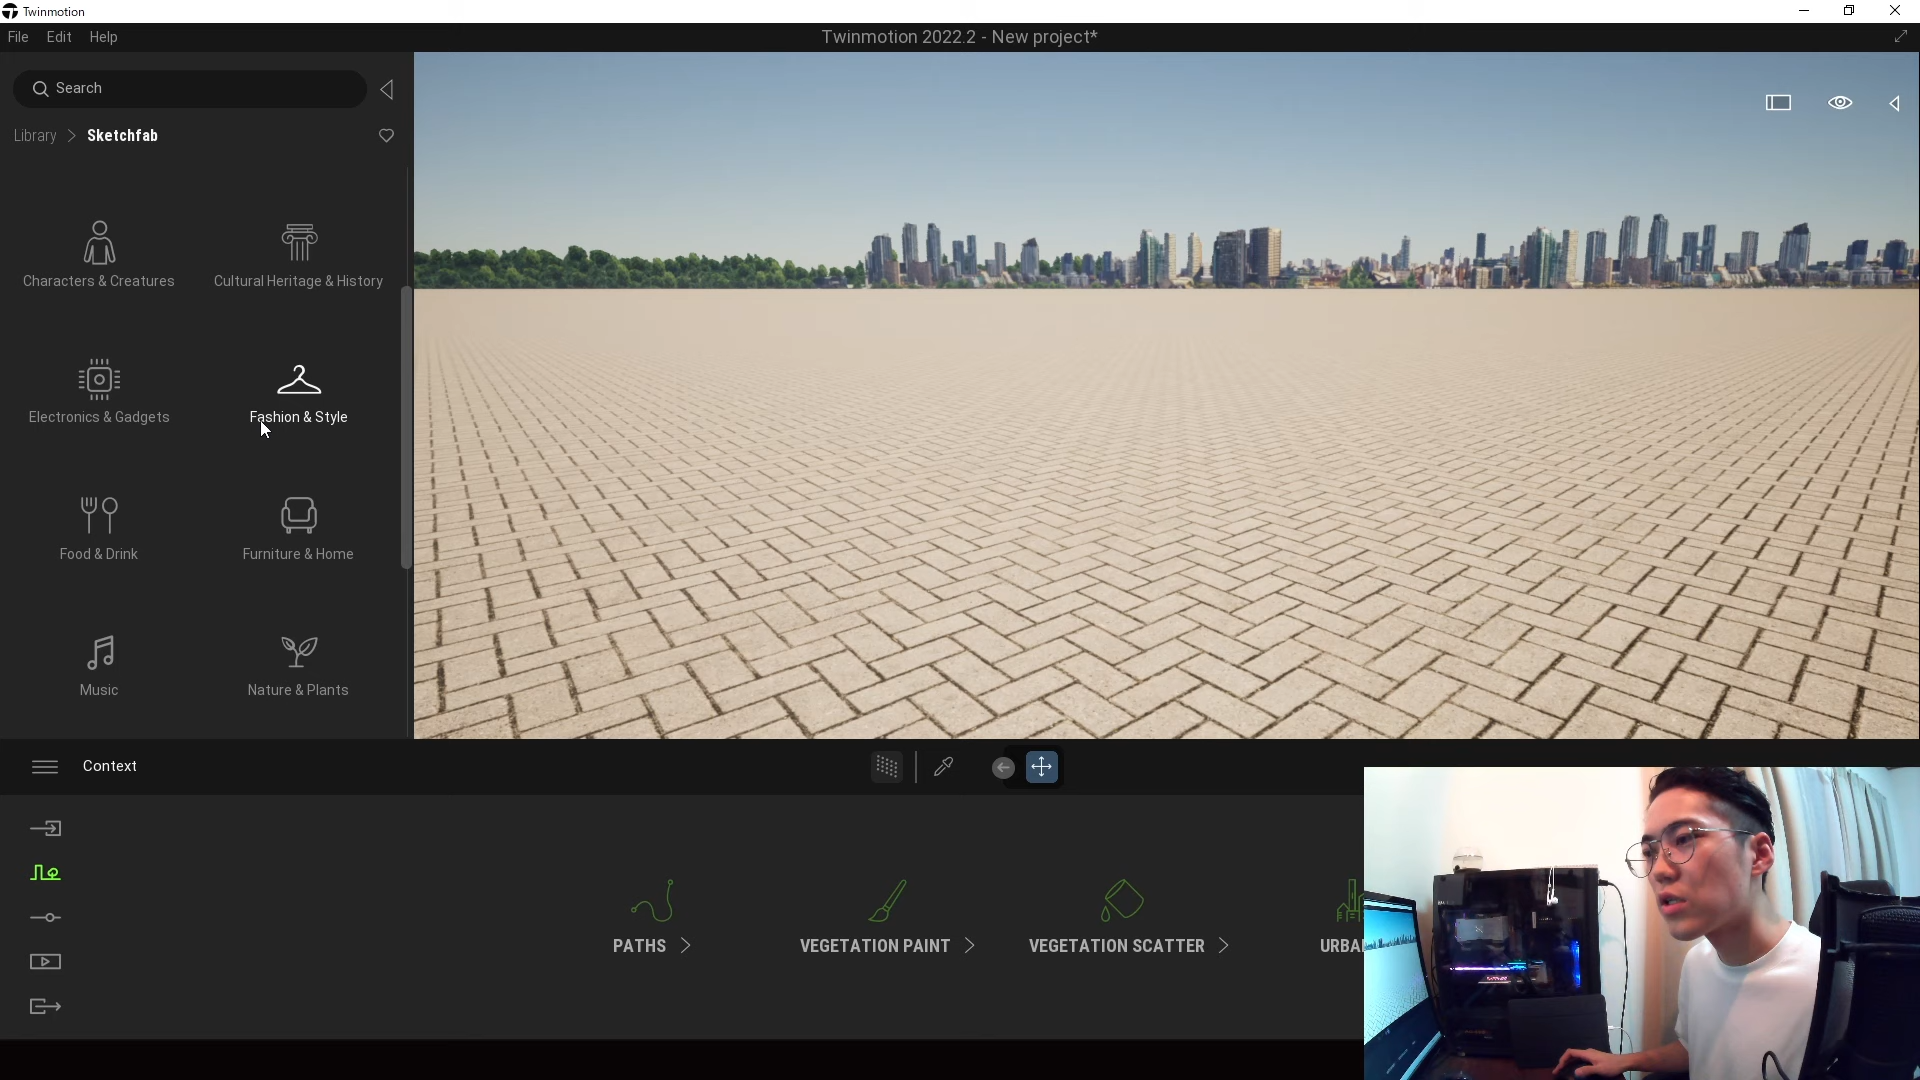 Twinmotion
File Edit Help
Twinmotion 2022.2 - New project*
Search
Library > Sketchfab
Characters & Creatures
Cultural Heritage & History
Electronics & Gadgets
Fashion & Style
Food & Drink
Furniture & Home
Music
Nature & Plants
Context
PATHS
VEGETATION PAINT
VEGETATION SCATTER
URBA